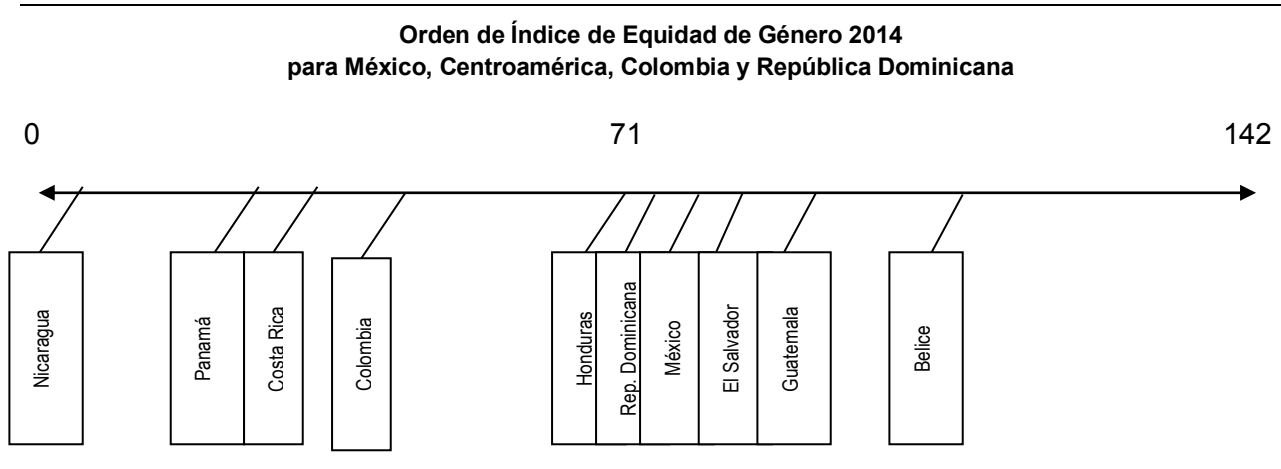 Orden de Índice de Equidad de Género 2014
para México, Centroamérica, Colombia y República Dominicana
0 71 142
Nicaragua
Panamá
Costa Rica
Colombia
Honduras
Rep. Dominicana
México
El Salvador
Guatemala
Belice